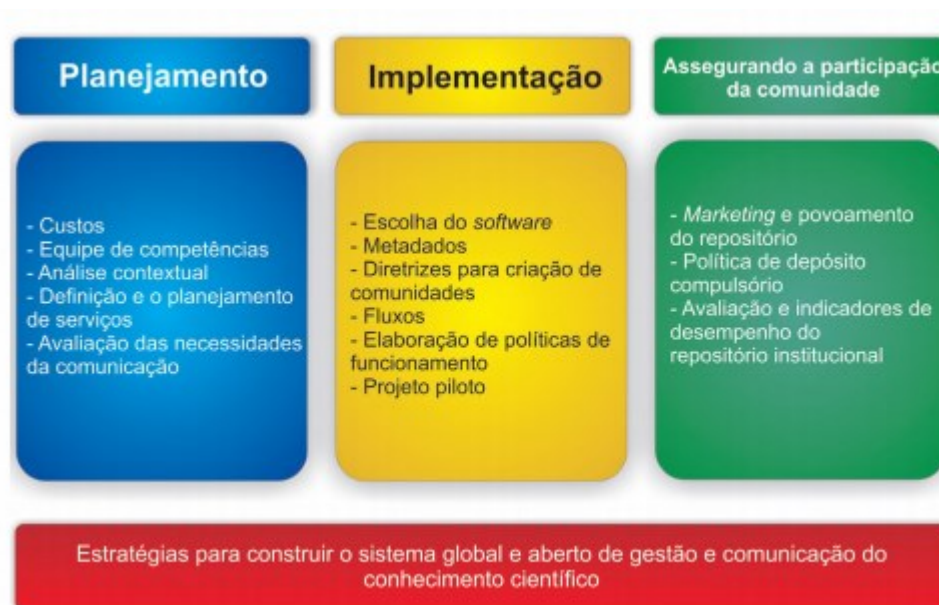 Planejamento
- Custos
- Equipe de competências
- Análise contextual
- Definição e o planejamento
de serviços
- Avaliação das necessidades
da comunicação
Implementação
- Escolha do software
- Metadados
- Diretrizes para criação de
comunidades
- Fluxos
- Elaboração de políticas de
funcionamento
- Projeto piloto
Assegurando a participação
da comunidade
- Marketing e povoamento
do repositório
- Política de depósito
compulsório
- Avaliação e indicadores de
desempenho do
repositório institucional
Estratégias para construir o sistema global e aberto de gestão e comunicação do
conhecimento científico